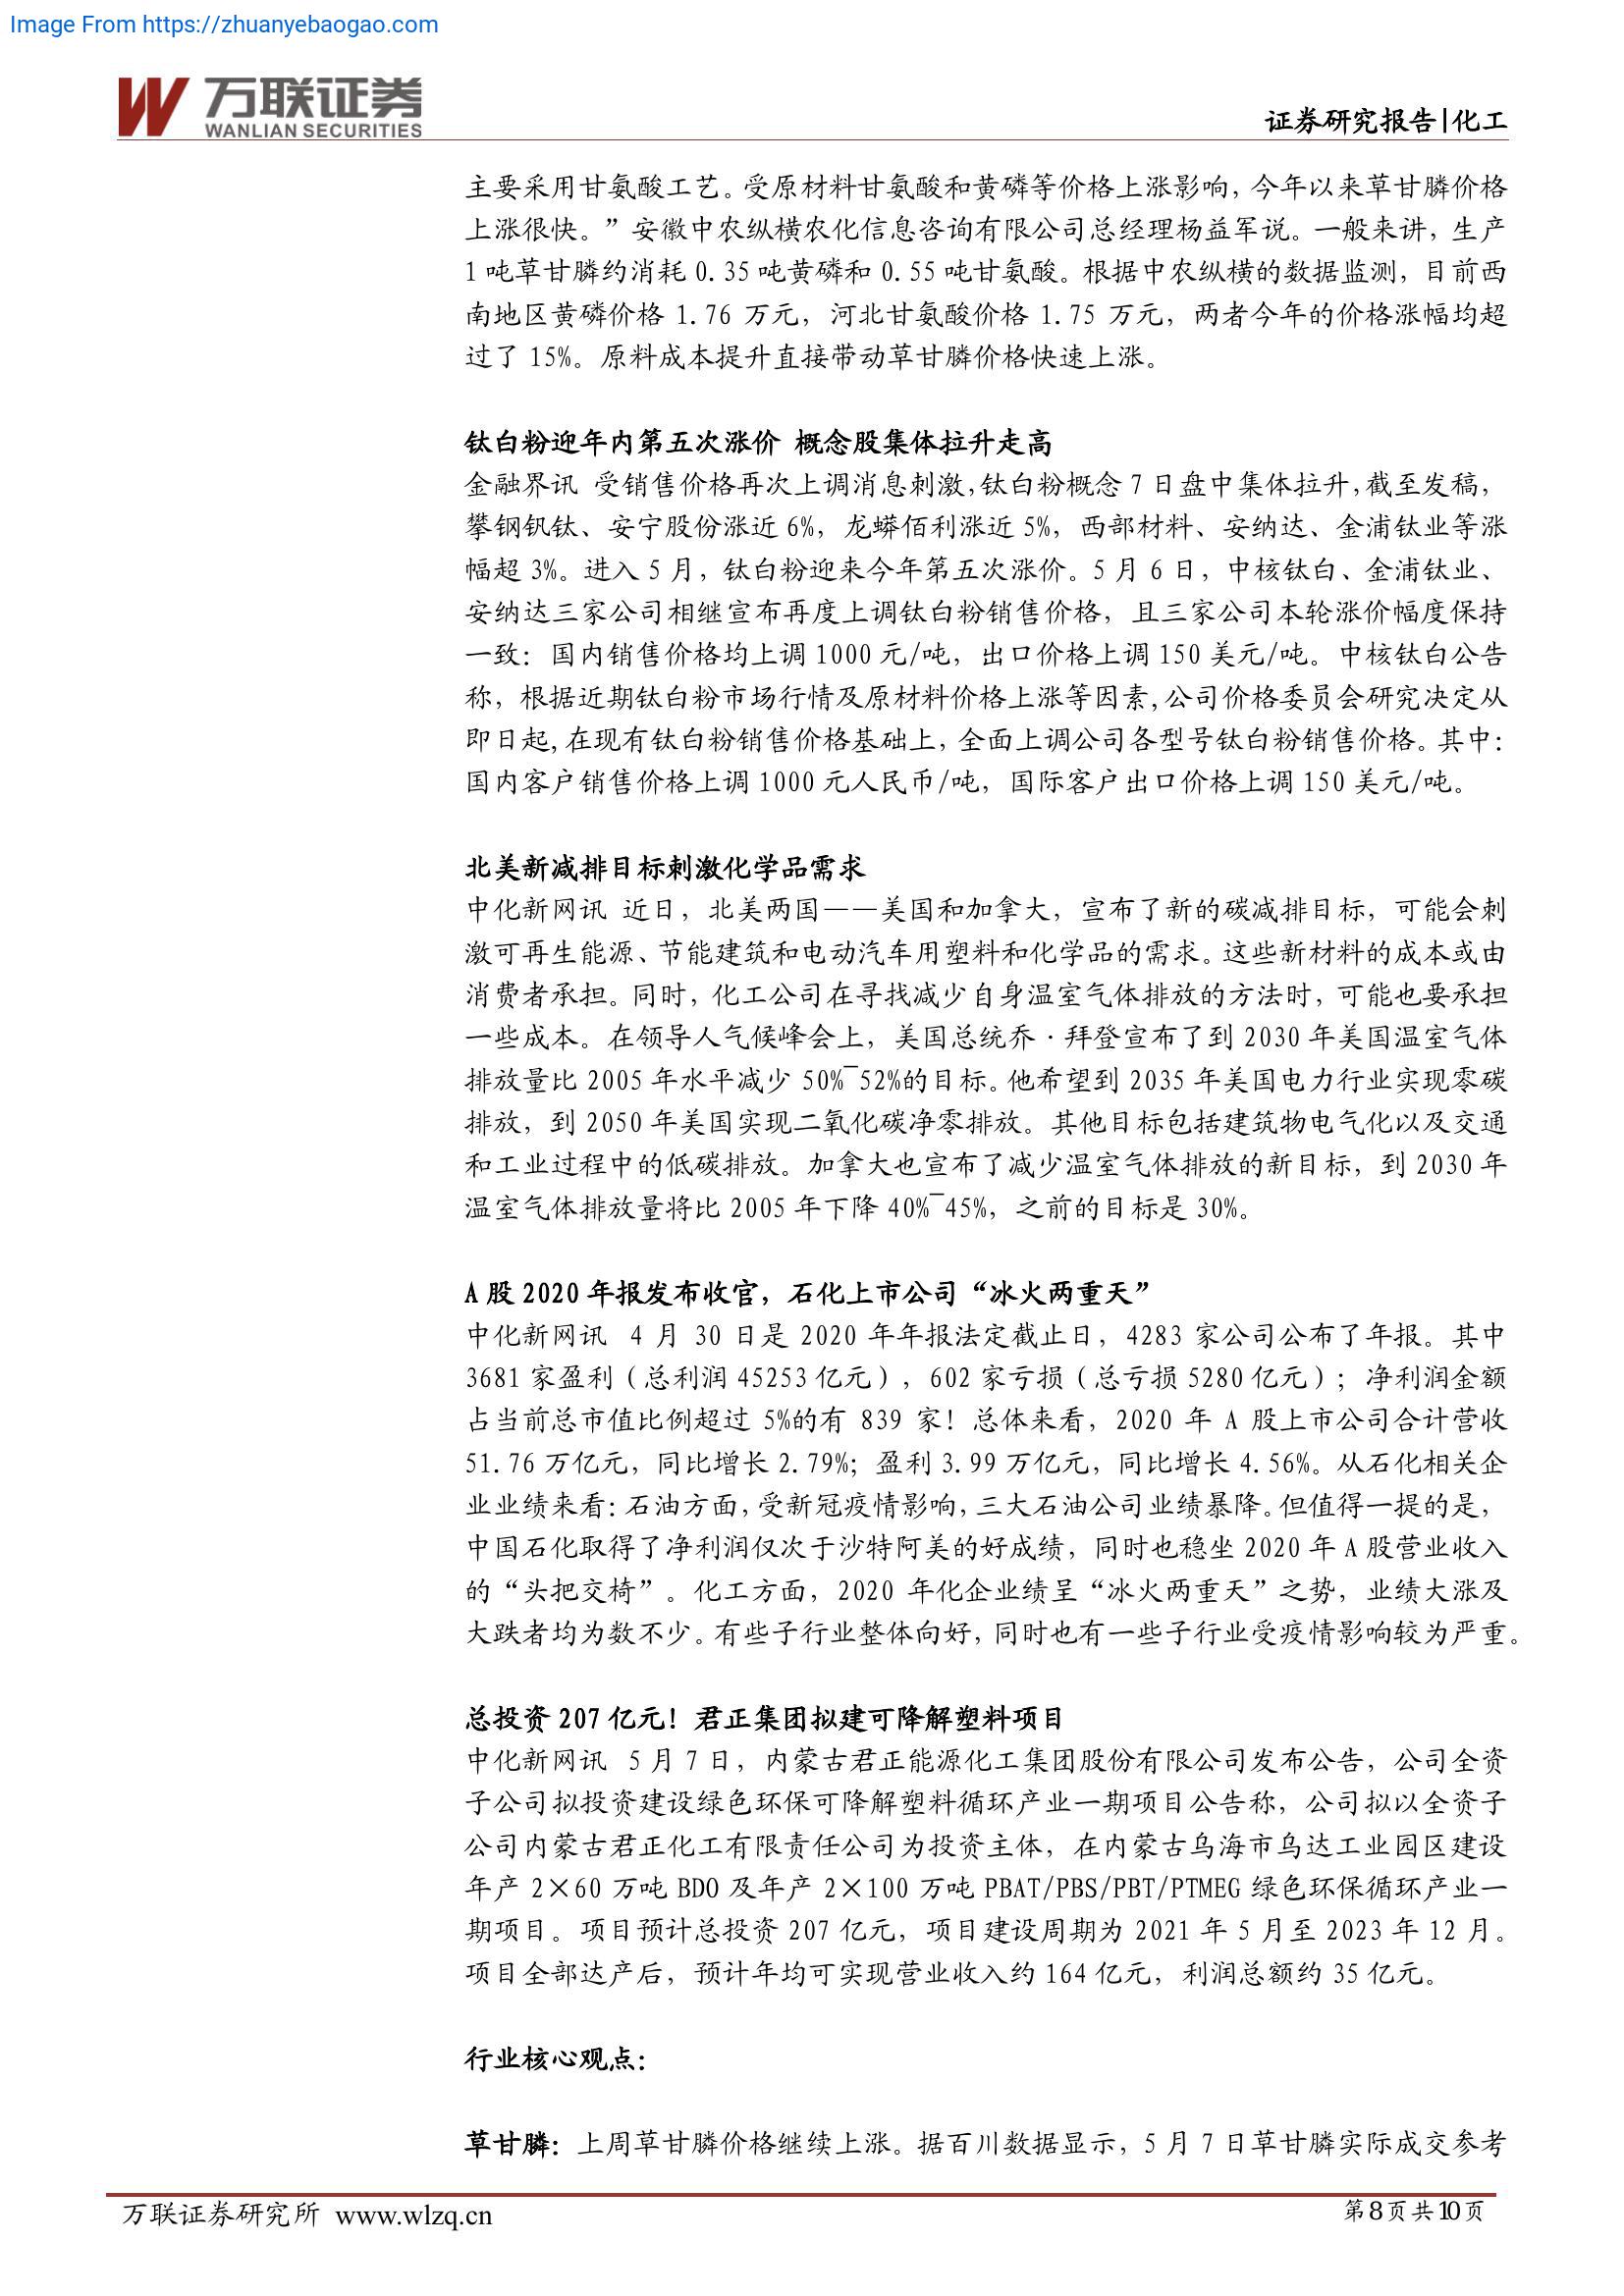 Image From https://zhuanyebaogao.com
万联证券
WANLIAN SECURITIES
证券研究报告|化工
主要采用甘氨酸工艺。受原材料甘氨酸和黄磷等价格上涨影响，今年以来草甘膦价格
上涨很快。”安徽中农纵横农化信息咨询有限公司总经理杨益军说。一般来讲，生产
1 吨草甘膦约消耗 0.35 吨黄磷和 0.55 吨甘氨酸。根据中农纵横的数据监测，目前西
南地区黄磷价格 1.76 万元，河北甘氨酸价格 1.75 万元，两者今年的价格涨幅均超
过了 15%。原料成本提升直接带动草甘膦价格快速上涨。
钛白粉迎年内第五次涨价 概念股集体拉升走高
金融界讯 受销售价格再次上调消息刺激,钛白粉概念 7 日盘中集体拉升,截至发稿，
攀钢钒钛、安宁股份涨近 6%，龙蟒佰利涨近 5%，西部材料、安纳达、金浦钛业等涨
幅超 3%。进入 5 月，钛白粉迎来今年第五次涨价。5 月 6 日，中核钛白、金浦钛业、
安纳达三家公司相继宣布再度上调钛白粉销售价格，且三家公司本轮涨价幅度保持
一致：国内销售价格均上调 1000 元/吨，出口价格上调 150 美元/吨。中核钛白公告
称，根据近期钛白粉市场行情及原材料价格上涨等因素,公司价格委员会研究决定从
即日起,在现有钛白粉销售价格基础上，全面上调公司各型号钛白粉销售价格。其中：
国内客户销售价格上调 1000 元人民币/吨，国际客户出口价格上调 150 美元/吨。
北美新减排目标刺激化学品需求
中化新网讯 近日，北美两国——美国和加拿大，宣布了新的碳减排目标，可能会刺
激可再生能源、节能建筑和电动汽车用塑料和化学品的需求。这些新材料的成本或由
消费者承担。同时，化工公司在寻找减少自身温室气体排放的方法时，可能也要承担
一些成本。在领导人气候峰会上，美国总统乔·拜登宣布了到 2030 年美国温室气体
排放量比 2005 年水平减少 50%‾52%的目标。他希望到 2035 年美国电力行业实现零碳
排放，到 2050 年美国实现二氧化碳净零排放。其他目标包括建筑物电气化以及交通
和工业过程中的低碳排放。加拿大也宣布了减少温室气体排放的新目标，到 2030 年
温室气体排放量将比 2005 年下降 40%‾45%，之前的目标是 30%。
A 股 2020 年报发布收官，石化上市公司“冰火两重天”
中化新网讯 4 月 30 日是 2020 年年报法定截止日，4283 家公司公布了年报。其中
3681 家盈利（总利润 45253 亿元），602 家亏损（总亏损 5280 亿元）；净利润金额
占当前总市值比例超过 5%的有 839 家！总体来看，2020 年 A 股上市公司合计营收
51.76 万亿元，同比增长 2.79%；盈利 3.99 万亿元，同比增长 4.56%。从石化相关企
业业绩来看：石油方面，受新冠疫情影响，三大石油公司业绩暴降。但值得一提的是，
中国石化取得了净利润仅次于沙特阿美的好成绩，同时也稳坐 2020 年 A 股营业收入
的“头把交椅”。化工方面，2020 年化企业绩呈“冰火两重天”之势，业绩大涨及
大跌者均为数不少。有些子行业整体向好，同时也有一些子行业受疫情影响较为严重。
总投资 207 亿元！君正集团拟建可降解塑料项目
中化新网讯 5 月 7 日，内蒙古君正能源化工集团股份有限公司发布公告，公司全资
子公司拟投资建设绿色环保可降解塑料循环产业一期项目公告称，公司拟以全资子
公司内蒙古君正化工有限责任公司为投资主体，在内蒙古乌海市乌达工业园区建设
年产 2×60 万吨 BDO 及年产 2×100 万吨 PBAT/PBS/PBT/PTMEG 绿色环保循环产业一
期项目。项目预计总投资 207 亿元，项目建设周期为 2021 年 5 月至 2023 年 12 月。
项目全部达产后，预计年均可实现营业收入约 164 亿元，利润总额约 35 亿元。
行业核心观点：
草甘膦：上周草甘膦价格继续上涨。据百川数据显示，5 月 7 日草甘膦实际成交参考
万联证券研究所 www.wlzq.cn
第8页共10页